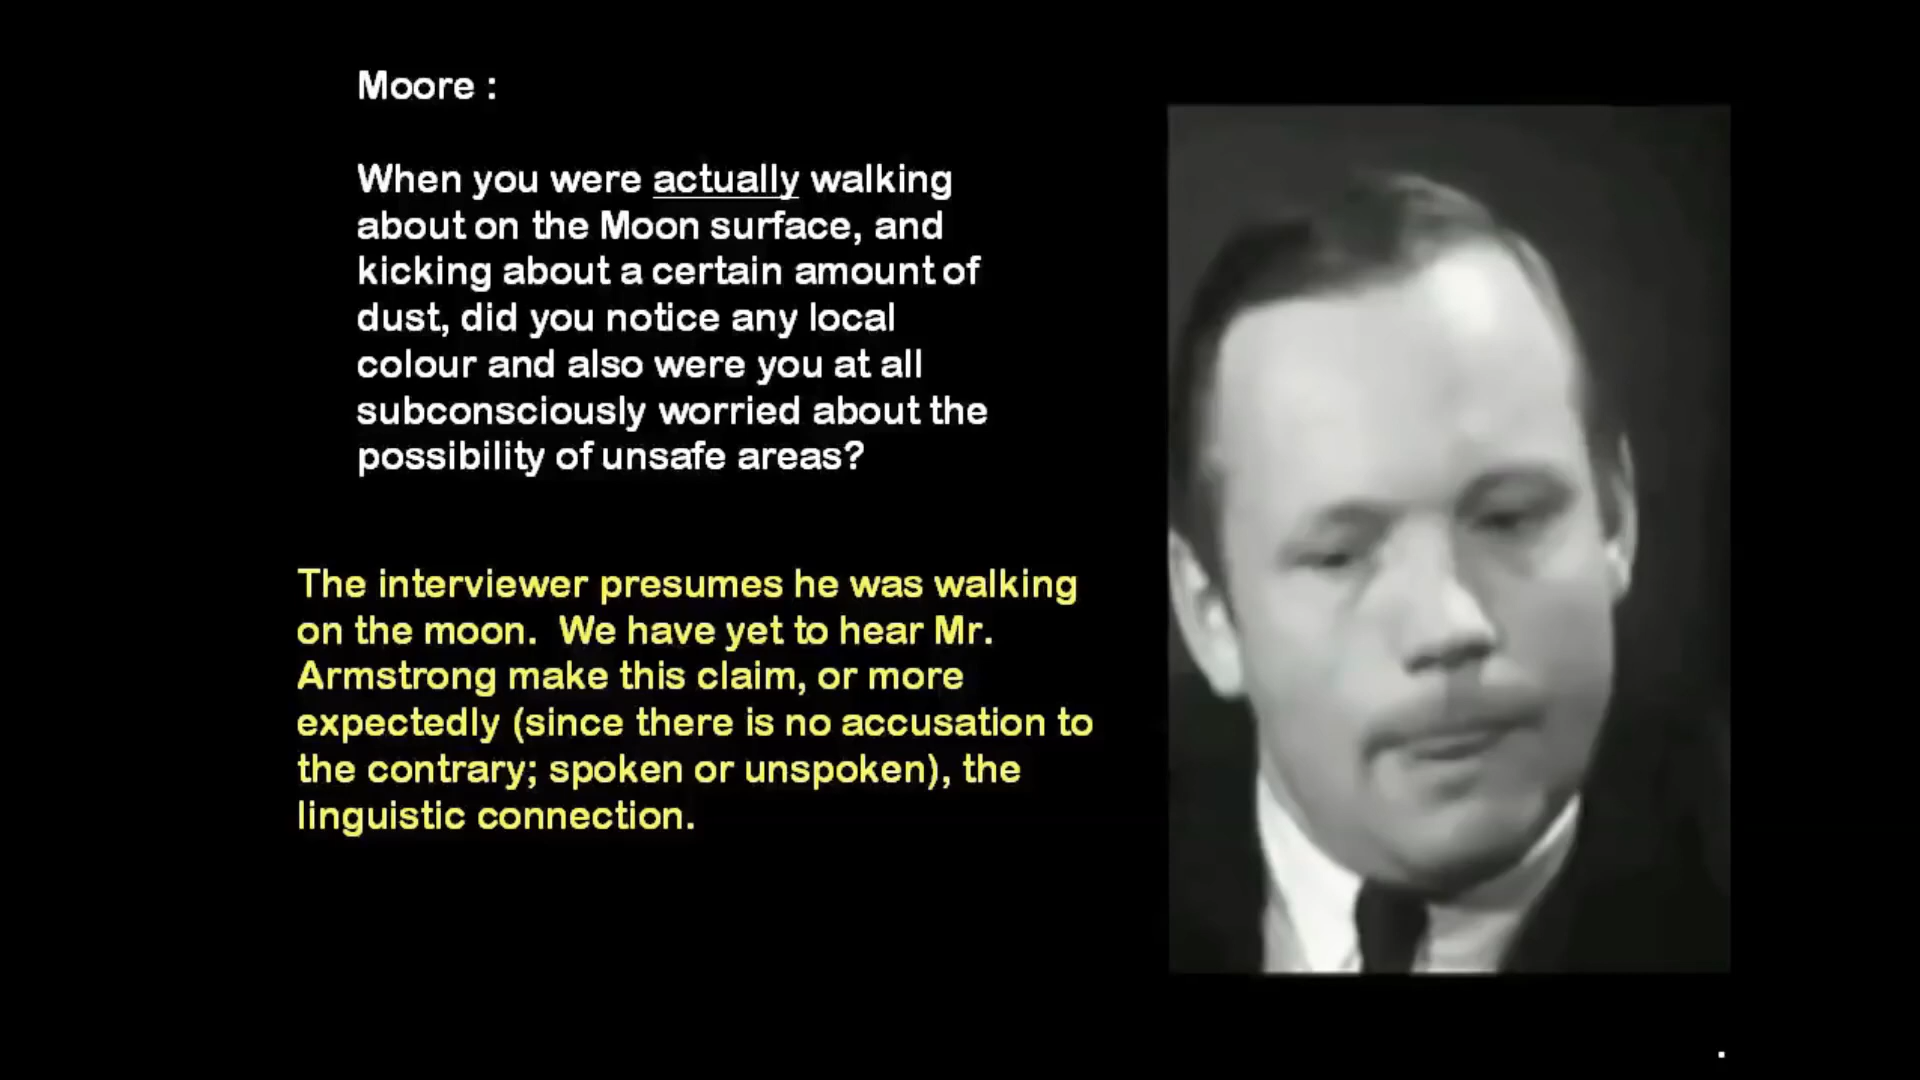 Moore :
When you were actually walking
about on the Moon surface, and
kicking about a certain amount of
dust, did you notice any local
colour and also were you at all
subconsciously worried about the
possibility of unsafe areas?
The interviewer presumes he was walking
on the moon.  We have yet to hear Mr.
Armstrong make this claim, or more
expectedly (since there is no accusation to
the contrary; spoken or unspoken), the
linguistic connection.